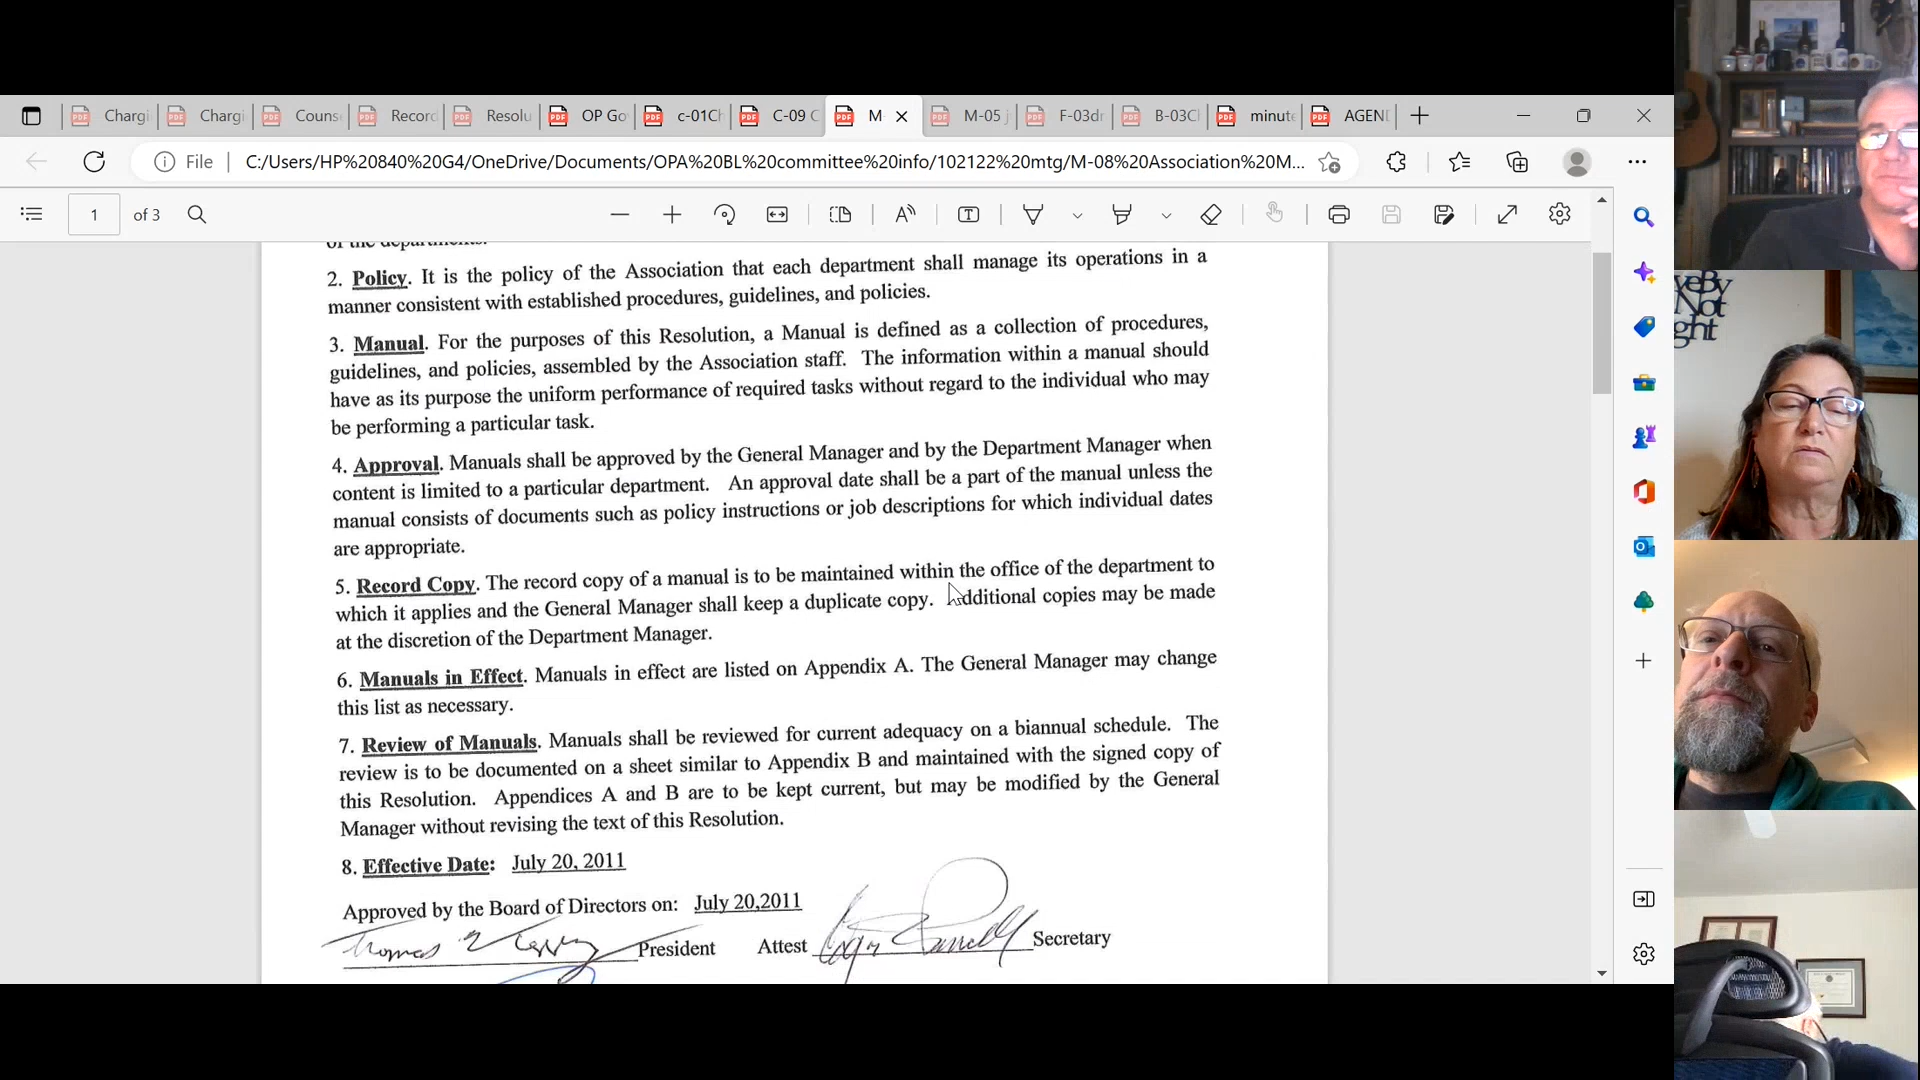 Chargi
Chargi
Couns
Record
Resolu
OP Go
c-01Ch
C-09 C
M
M-05 j
F-03dr
B-03Cl
minute
AGEND
File
C:/Users/HP%20840%20G4/OneDrive/Documents/OPA%20BL%20committee%20info/102122%20mtg/M-08%20Association%20M...
1 of 3
of the departments.
2. Policy. It is the policy of the Association that each department shall manage its operations in a
manner consistent with established procedures, guidelines, and policies.
3. Manual. For the purposes of this Resolution, a Manual is defined as a collection of procedures,
guidelines, and policies, assembled by the Association staff. The information within a manual should
have as its purpose the uniform performance of required tasks without regard to the individual who may
be performing a particular task.
4. Approval. Manuals shall be approved by the General Manager and by the Department Manager when
content is limited to a particular department. An approval date shall be a part of the manual unless the
manual consists of documents such as policy instructions or job descriptions for which individual dates
are appropriate.
5. Record Copy. The record copy of a manual is to be maintained within the office of the department to
which it applies and the General Manager shall keep a duplicate copy. Additional copies may be made
at the discretion of the Department Manager.
6. Manuals in Effect. Manuals in effect are listed on Appendix A. The General Manager may change
this list as necessary.
7. Review of Manuals. Manuals shall be reviewed for current adequacy on a biannual schedule. The
review is to be documented on a sheet similar to Appendix B and maintained with the signed copy of
this Resolution. Appendices A and B are to be kept current, but may be modified by the General
Manager without revising the text of this Resolution.
8. Effective Date: July 20, 2011
Approved by the Board of Directors on: July 20,2011
Thomas President Attest Secretary
Not